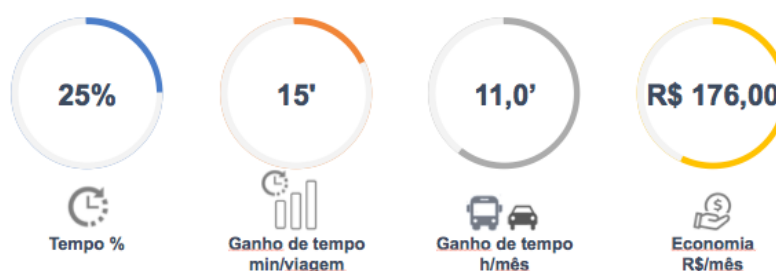 25%
15'
11,0’
R$ 176,00
Tempo %
Ganho de tempo
min/viagem
Ganho de tempo
h/mês
Economia
R$/mês